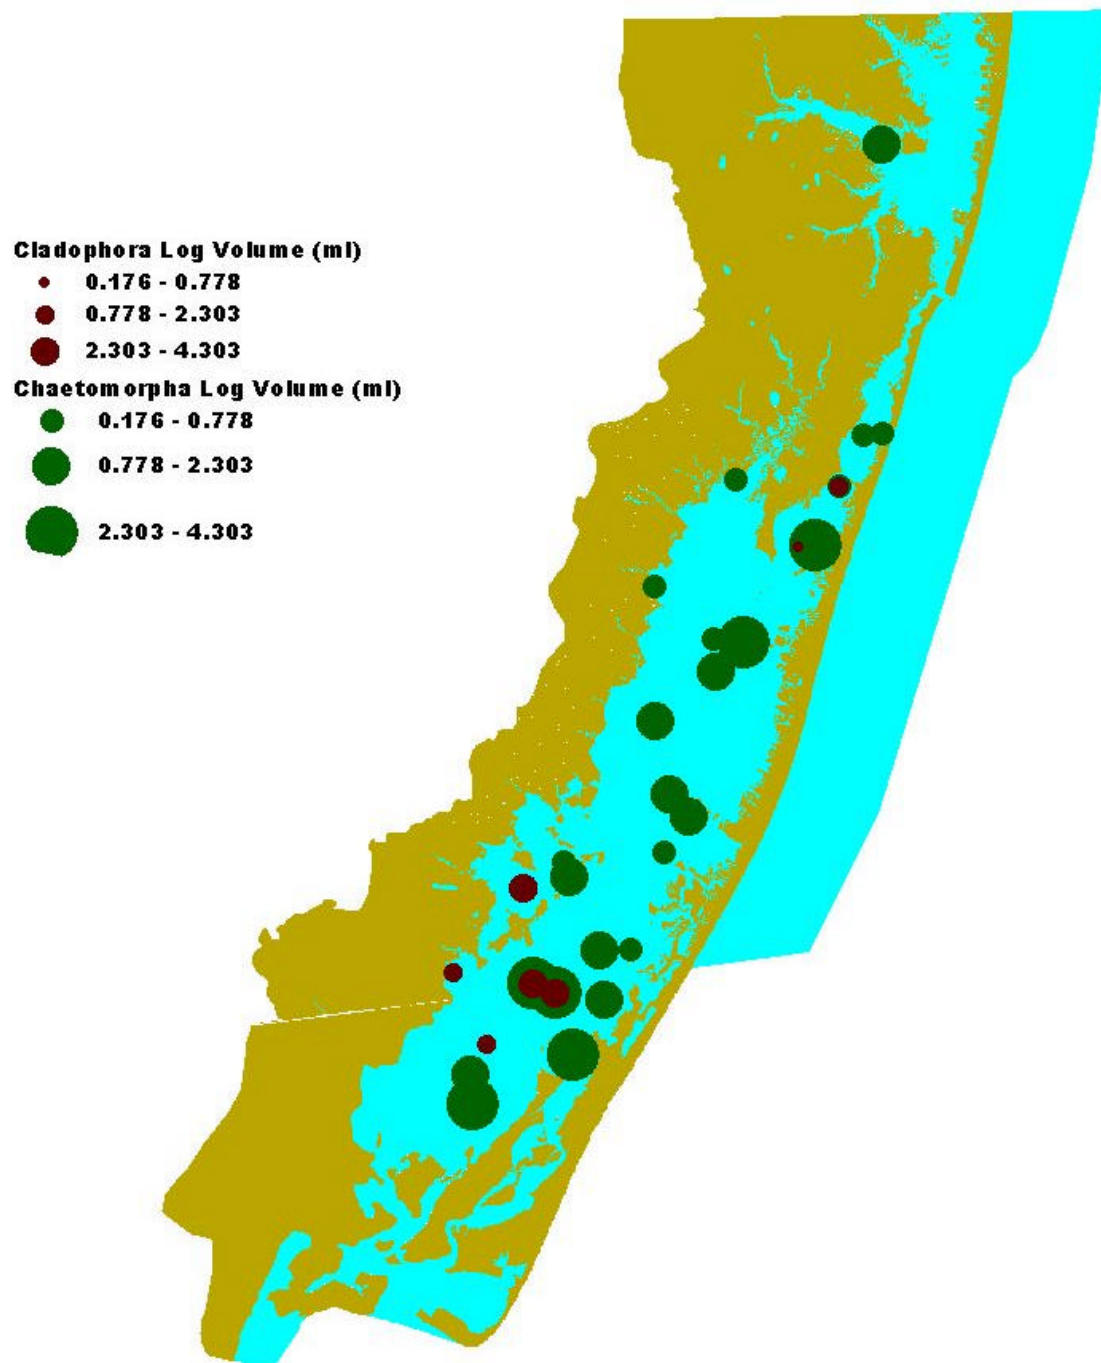 Cladophora Log Volume (ml)
0.176 - 0.778
0.778 - 2.303
2.303 - 4.303
Chaetomorpha Log Volume (ml)
0.176 - 0.778
0.778 - 2.303
2.303 - 4.303